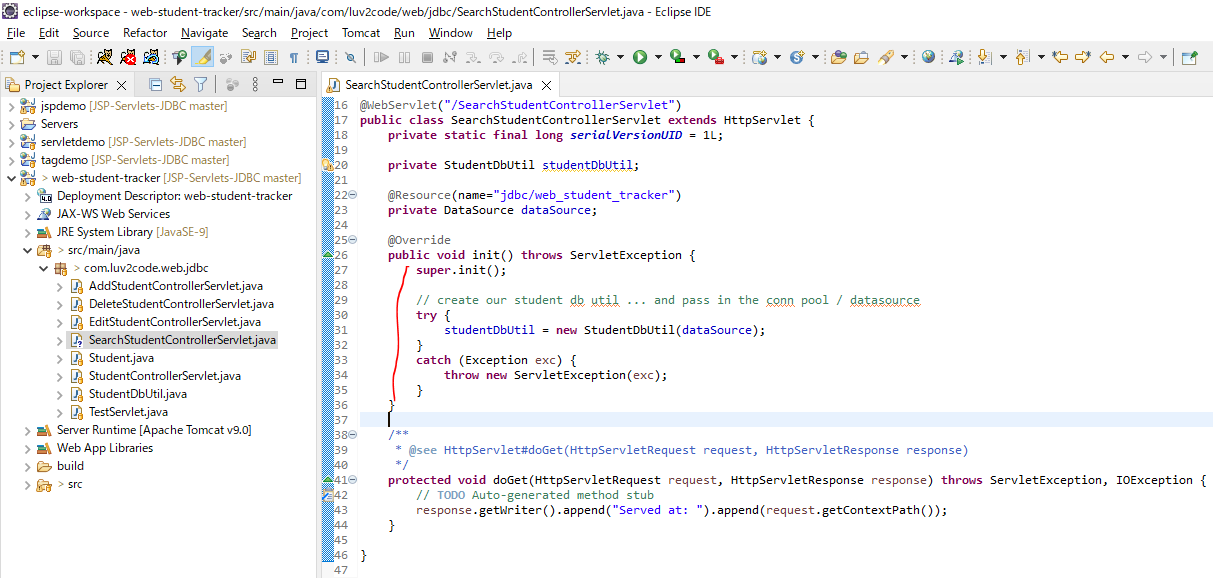 eclipse-workspace - web-student-tracker/src/main/java/com/luv2code/web/jdbc/SearchStudentControllerServlet.java - Eclipse IDE
File Edit Source Refactor Navigate Search Project Tomcat Run Window Help
Project Explorer
jspdemo [JSP-Servlets-JDBC master]
Servers
servletdemo [JSP-Servlets-JDBC master]
tagdemo [JSP-Servlets-JDBC master]
> web-student-tracker [JSP-Servlets-JDBC master]
Deployment Descriptor: web-student-tracker
JAX-WS Web Services
JRE System Library [JavaSE-9]
> src/main/java
> com.luv2code.web.jdbc
AddStudentControllerServlet.java
DeleteStudentControllerServlet.java
EditStudentControllerServlet.java
SearchStudentControllerServlet.java
Student.java
StudentControllerServlet.java
StudentDbUtil.java
TestServlet.java
Server Runtime [Apache Tomcat v9.0]
Web App Libraries
build
> src
SearchStudentControllerServlet.java
16 @WebServlet("/SearchStudentControllerServlet")
17 public class SearchStudentControllerServlet extends HttpServlet {
18 private static final long serialVersionUID = 1L;
19
20 private StudentDbUtil studentDbUtil;
21
22 @Resource(name="jdbc/web_student_tracker")
23 private DataSource dataSource;
24
25 @Override
26 public void init() throws ServletException {
27 super.init();
28
29 // create our student db util ... and pass in the conn pool / datasource
30 try {
31 studentDbUtil = new StudentDbUtil(dataSource);
32 }
33 catch (Exception exc) {
34 throw new ServletException(exc);
35 }
36 }
37
38 /**
39 * @see HttpServlet#doGet(HttpServletRequest request, HttpServletResponse response)
40 */
41 protected void doGet(HttpServletRequest request, HttpServletResponse response) throws ServletException, IOException {
42 // TODO Auto-generated method stub
43 response.getWriter().append("Served at: ").append(request.getContextPath());
44 }
45
46 }
47